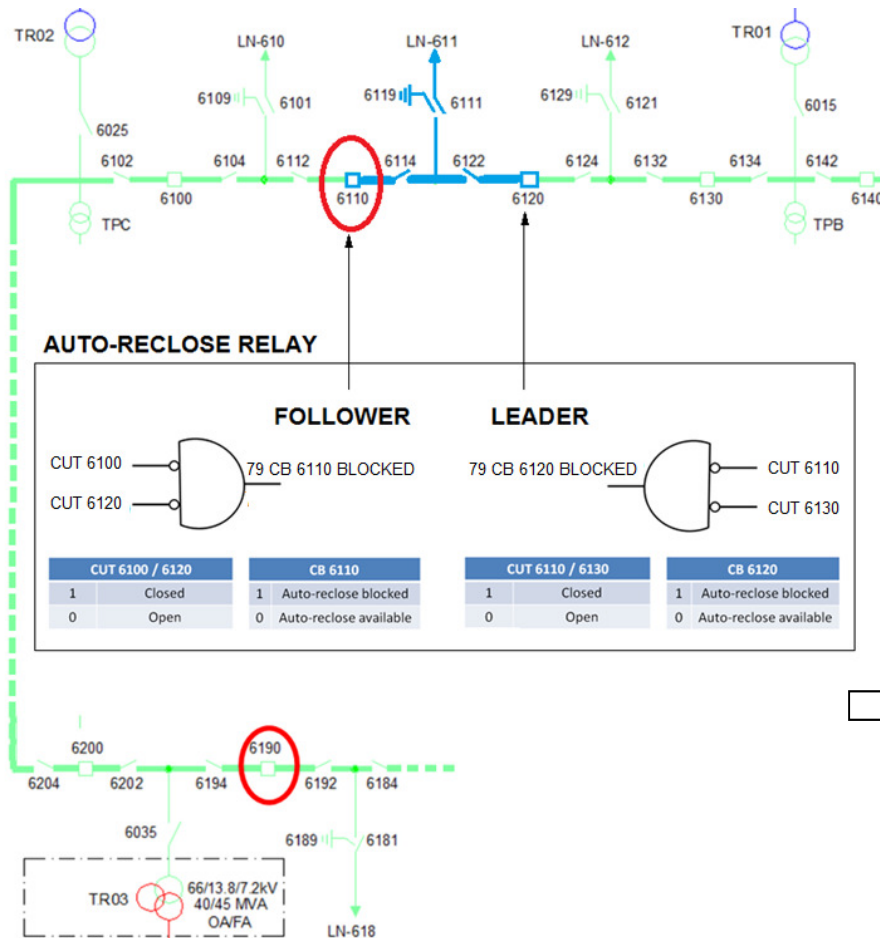 TR02
LN-610
LN-611
LN-612
TR01
6109
6101
6119
6111
6129
6121
6015
6025
6102
6104
6112
6114
6122
6124
6132
6134
6142
6100
6110
6120
6130
6140
TPC
TPB
AUTO-RECLOSE RELAY
FOLLOWER
LEADER
CUT 6100
79 CB 6110 BLOCKED
CUT 6120
79 CB 6120 BLOCKED
CUT 6110
CUT 6130
CUT 6100 / 6120
1 Closed
0 Open
CB 6110
1 Auto-reclose blocked
0 Auto-reclose available
CUT 6110 / 6130
1 Closed
0 Open
CB 6120
1 Auto-reclose blocked
0 Auto-reclose available
6200
6190
6204
6202
6194
6192
6184
6035
6189
6181
TR03
66/13.8/7.2kV
40/45 MVA
OA/FA
LN-618